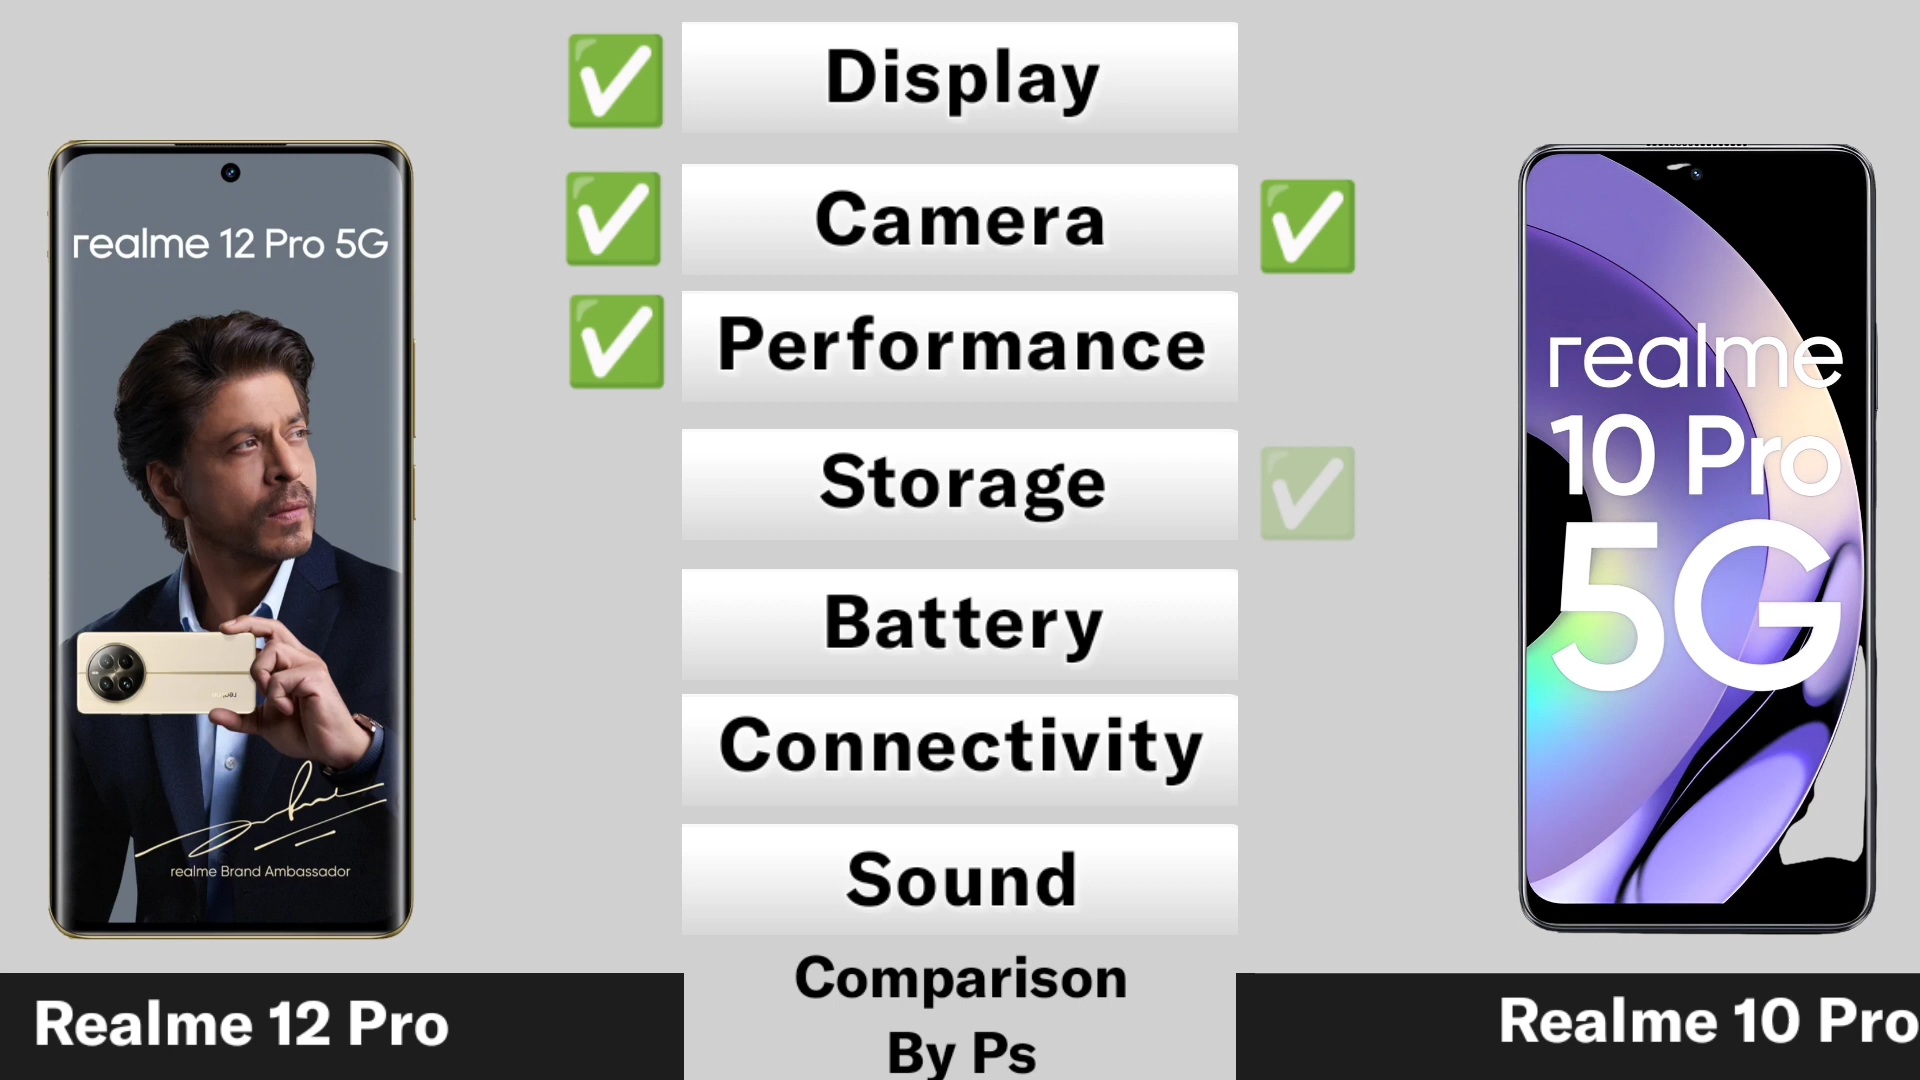 Display
Camera
Performance
Storage
Battery
Connectivity
Sound
Comparison
By Ps
realme 12 Pro 5G
realme Brand Ambassador
Realme 12 Pro
realme
10 Pro
5G
Realme 10 Pro